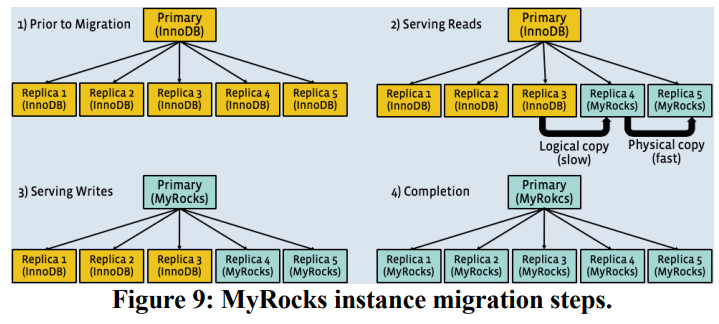 1) Prior to Migration
Primary
(InnoDB)
Replica 1
(InnoDB)
Replica 2
(InnoDB)
Replica 3
(InnoDB)
Replica 4
(InnoDB)
Replica 5
(InnoDB)
2) Serving Reads
Primary
(InnoDB)
Replica 1
(InnoDB)
Replica 2
(InnoDB)
Replica 3
(InnoDB)
Replica 4
(MyRocks)
Replica 5
(MyRocks)
Logical copy
(slow)
Physical copy
(fast)
3) Serving Writes
Primary
(MyRocks)
Replica 1
(InnoDB)
Replica 2
(InnoDB)
Replica 3
(InnoDB)
Replica 4
(MyRocks)
Replica 5
(MyRocks)
4) Completion
Primary
(MyRokcs)
Replica 1
(MyRocks)
Replica 2
(MyRocks)
Replica 3
(MyRocks)
Replica 4
(MyRocks)
Replica 5
(MyRocks)
Figure 9: MyRocks instance migration steps.